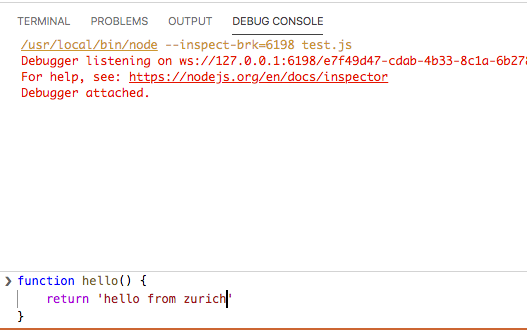 TERMINAL PROBLEMS OUTPUT DEBUG CONSOLE
/usr/local/bin/node --inspect-brk=6198 test.js
Debugger listening on ws://127.0.0.1:6198/e7f49d47-cdab-4b33-8c1a-6b278
For help, see: https://nodejs.org/en/docs/inspector
Debugger attached.
function hello() {
    return 'hello from zurich'
}